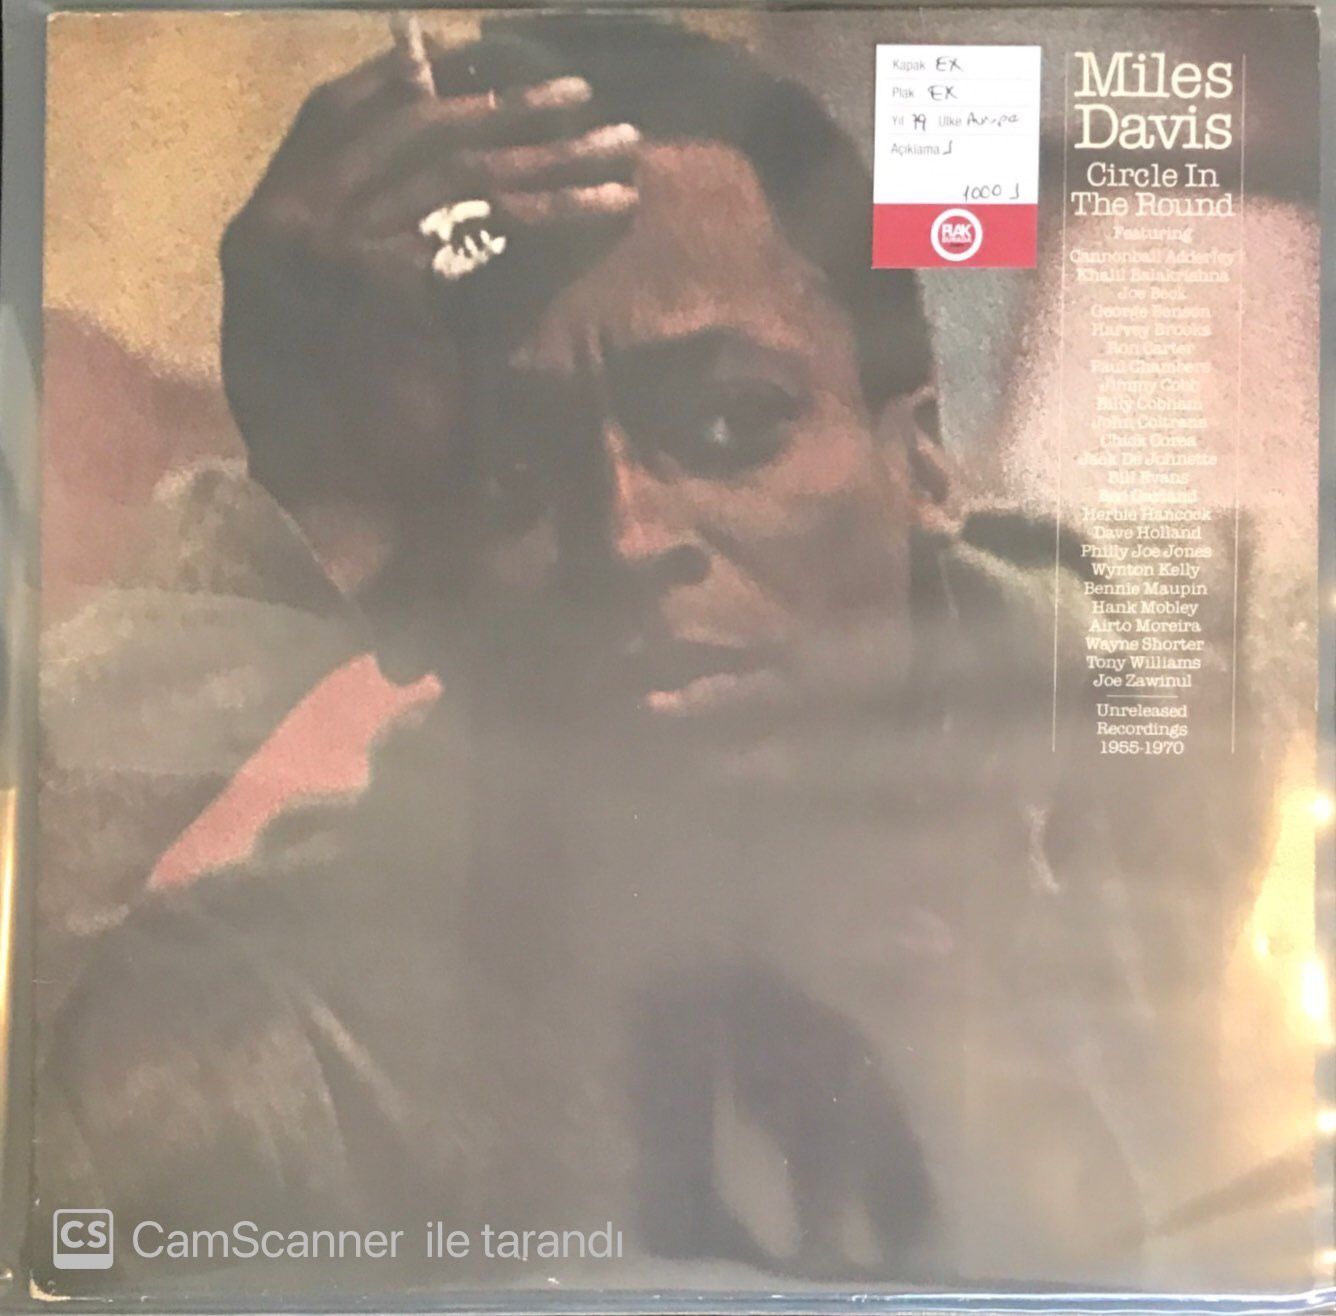 Kapak EX
Plak EX
Yıl 79 Ülke Avrupa
Açıklama
1000
PLAK
Miles
Davis
Circle In
The Round
Featuring
Cannonball Adderley
Khalil Balakrishna
Joe Beck
George Benson
Harvey Brooks
Ron Carter
Paul Chambers
Jimmy Cobb
Billy Cobham
John Coltrane
Chick Corea
Jack De Johnette
Bill Evans
Red Garland
Herbie Hancock
Dave Holland
Philly Joe Jones
Wynton Kelly
Bennie Maupin
Hank Mobley
Airto Moreira
Wayne Shorter
Tony Williams
Joe Zawinul
Unreleased
Recordings
1955-1970
CS CamScanner ile tarandı